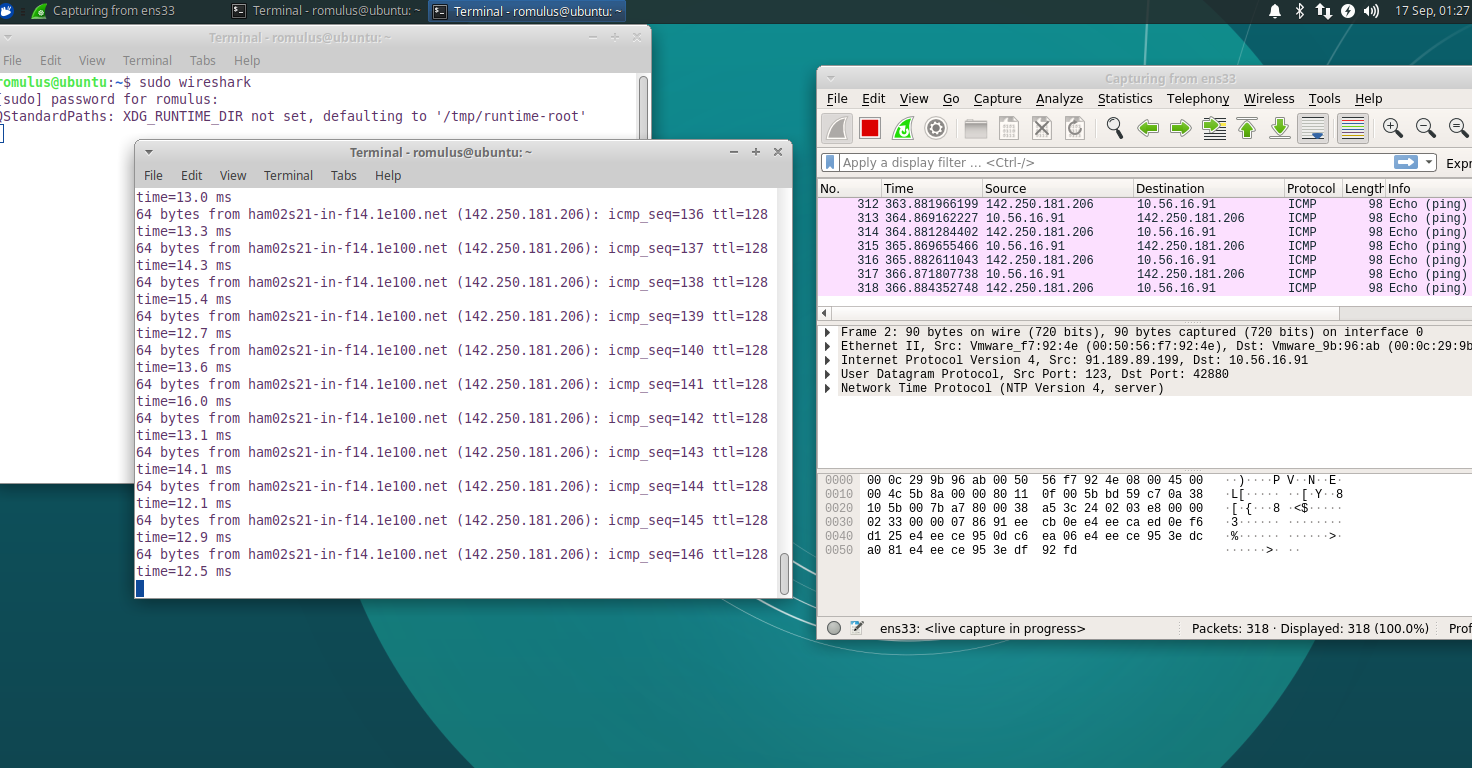 Capturing from ens33
Terminal - romulus@ubuntu: ~
Terminal - romulus@ubuntu: ~
17 Sep, 01:27
Terminal - romulus@ubuntu: ~
File Edit View Terminal Tabs Help
romulus@ubuntu:~$ sudo wireshark
[sudo] password for romulus:
QStandardPaths: XDG_RUNTIME_DIR not set, defaulting to '/tmp/runtime-root'
Terminal - romulus@ubuntu: ~
File Edit View Terminal Tabs Help
time=13.0 ms
64 bytes from ham02s21-in-f14.1e100.net (142.250.181.206): icmp_seq=136 ttl=128
time=13.3 ms
64 bytes from ham02s21-in-f14.1e100.net (142.250.181.206): icmp_seq=137 ttl=128
time=14.3 ms
64 bytes from ham02s21-in-f14.1e100.net (142.250.181.206): icmp_seq=138 ttl=128
time=15.4 ms
64 bytes from ham02s21-in-f14.1e100.net (142.250.181.206): icmp_seq=139 ttl=128
time=12.7 ms
64 bytes from ham02s21-in-f14.1e100.net (142.250.181.206): icmp_seq=140 ttl=128
time=13.6 ms
64 bytes from ham02s21-in-f14.1e100.net (142.250.181.206): icmp_seq=141 ttl=128
time=16.0 ms
64 bytes from ham02s21-in-f14.1e100.net (142.250.181.206): icmp_seq=142 ttl=128
time=13.1 ms
64 bytes from ham02s21-in-f14.1e100.net (142.250.181.206): icmp_seq=143 ttl=128
time=14.1 ms
64 bytes from ham02s21-in-f14.1e100.net (142.250.181.206): icmp_seq=144 ttl=128
time=12.1 ms
64 bytes from ham02s21-in-f14.1e100.net (142.250.181.206): icmp_seq=145 ttl=128
time=12.9 ms
64 bytes from ham02s21-in-f14.1e100.net (142.250.181.206): icmp_seq=146 ttl=128
time=12.5 ms
Capturing from ens33
File Edit View Go Capture Analyze Statistics Telephony Wireless Tools Help
Apply a display filter … <Ctrl-/> Expr
No. Time Source Destination Protocol Length Info
312 363.881966199 142.250.181.206 10.56.16.91 ICMP 98 Echo (ping)
313 364.869162227 10.56.16.91 142.250.181.206 ICMP 98 Echo (ping)
314 364.881284402 142.250.181.206 10.56.16.91 ICMP 98 Echo (ping)
315 365.869655466 10.56.16.91 142.250.181.206 ICMP 98 Echo (ping)
316 365.882611043 142.250.181.206 10.56.16.91 ICMP 98 Echo (ping)
317 366.871807738 10.56.16.91 142.250.181.206 ICMP 98 Echo (ping)
318 366.884352748 142.250.181.206 10.56.16.91 ICMP 98 Echo (ping)
Frame 2: 90 bytes on wire (720 bits), 90 bytes captured (720 bits) on interface 0
Ethernet II, Src: Vmware_f7:92:4e (00:50:56:f7:92:4e), Dst: Vmware_9b:96:ab (00:0c:29:9b
Internet Protocol Version 4, Src: 91.189.89.199, Dst: 10.56.16.91
User Datagram Protocol, Src Port: 123, Dst Port: 42880
Network Time Protocol (NTP Version 4, server)
0000 00 0c 29 9b 96 ab 00 50 56 f7 92 4e 08 00 45 00 ··)····P V··N··E·
0010 00 4c 5b 8a 00 00 80 11 0f 00 5b bd 59 c7 0a 38 ·L[····· ··[·Y··8
0020 10 5b 00 7b a7 80 00 38 a5 3c 24 02 03 e8 00 00 ·[·{···8 ·<$·····
0030 02 33 00 00 07 86 91 ee cb 0e e4 ee ca ed 0e f6 ·3······ ········
0040 d1 25 e4 ee ce 95 0d c6 ea 06 e4 ee ce 95 3e dc ·%······ ······>·
0050 a0 81 e4 ee ce 95 3e df 92 fd ······>· ··
ens33: <live capture in progress> Packets: 318 · Displayed: 318 (100.0%) Prof